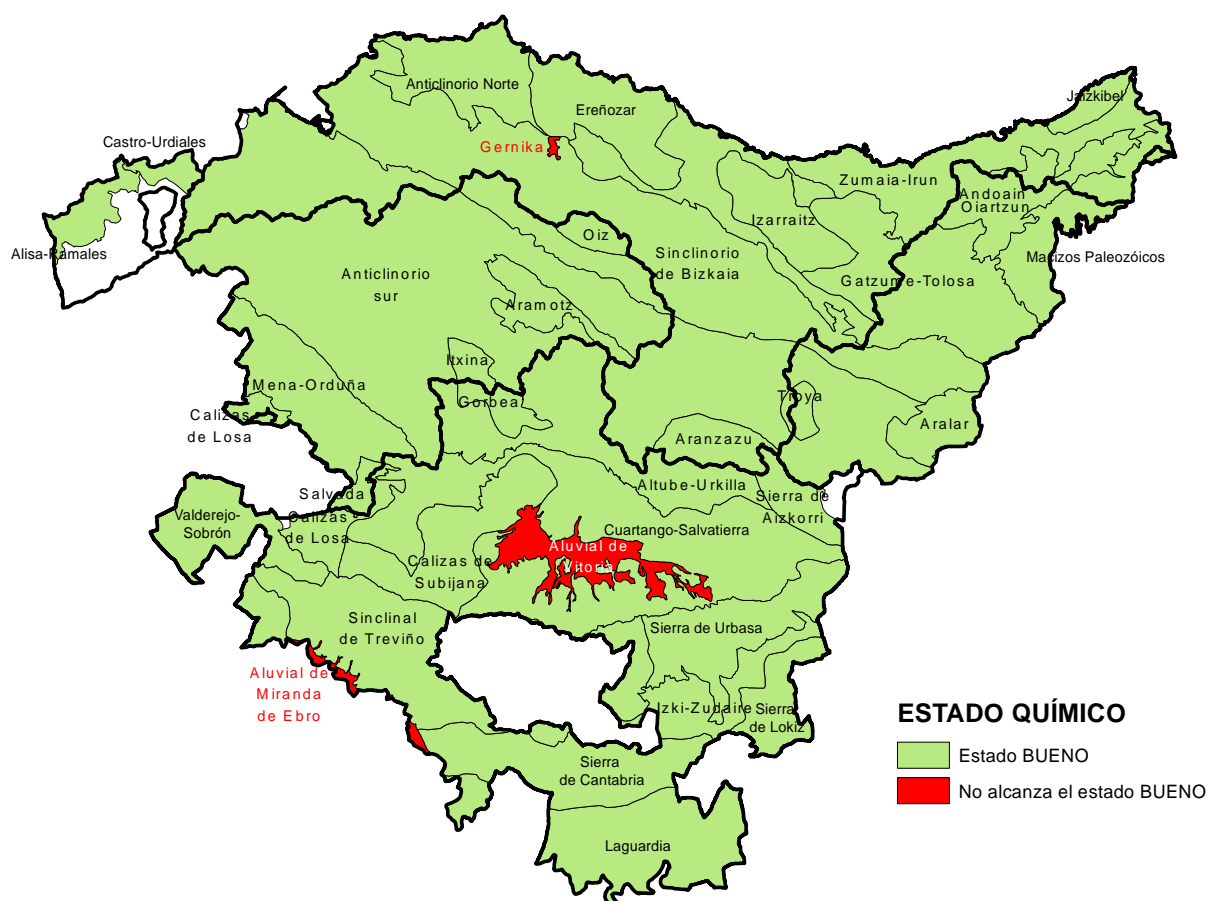 Anticlinorio Norte
Ereñozar
Jaizkibel
Castro-Urdiales
Gernika
Zumaia-Irun
Andoain
Oiartzun
Izarraitz
Oiz
Alisa-Ramales
Sinclinorio
de Bizkaia
Macizos Paleozóicos
Anticlinorio
sur
Gatzume-Tolosa
Aramotz
Itxina
Mena-Orduña
Gorbea
Troya
Calizas
de Losa
Aralar
Aranzazu
Altube-Urkilla
Salvada
Sierra de
Aizkorri
Valderejo-
Sobrón
Calizas
de Losa
Cuartango-Salvatierra
Aluvial de
Vitoria
Calizas de
Subijana
Sinclinal
de Treviño
Sierra de Urbasa
Aluvial de
Miranda
de Ebro
Izki-Zudaire
Sierra
de Lokiz
ESTADO QUÍMICO
Estado BUENO
No alcanza el estado BUENO
Sierra
de Cantabria
Laguardia